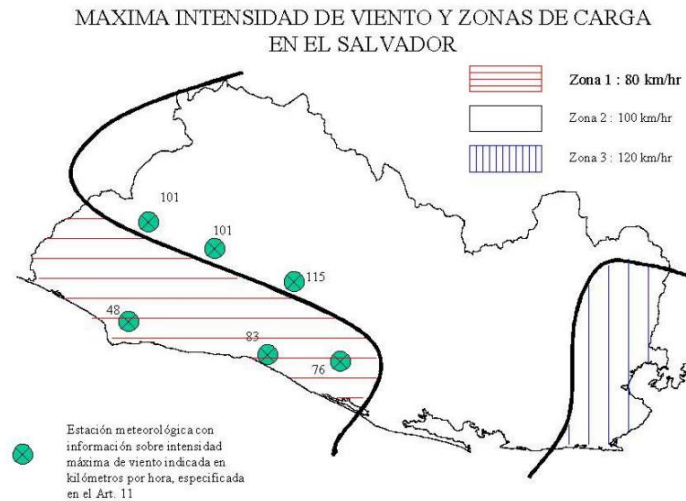 MAXIMA INTENSIDAD DE VIENTO Y ZONAS DE CARGA
EN EL SALVADOR
Zona 1 : 80 km/hr
Zona 2 : 100 km/hr
Zona 3 : 120 km/hr
101
101
115
48
83
76
Estación meteorológica con
información sobre intensidad
máxima de viento indicada en
kilómetros por hora, especificada
en el Art. 11